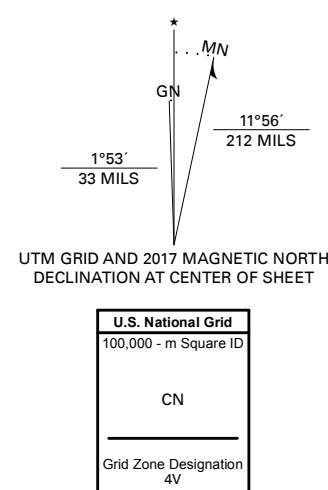 MN
GN
11°56´
212 MILS
1°53´
33 MILS
UTM GRID AND 2017 MAGNETIC NORTH
DECLINATION AT CENTER OF SHEET
U.S. National Grid
100,000 - m Square ID
CN
Grid Zone Designation
4V